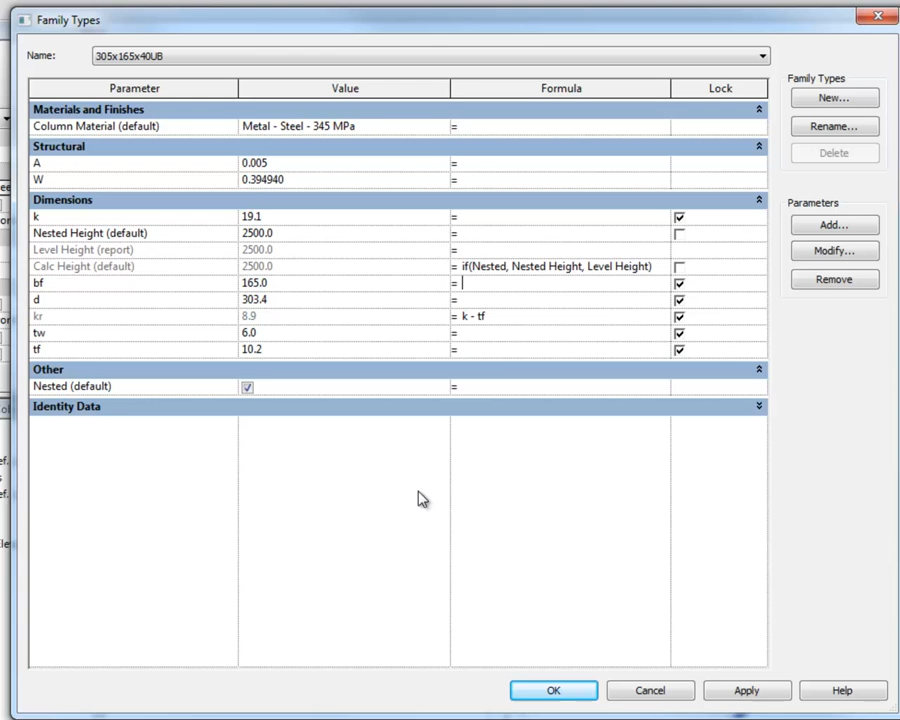 Family Types
Name: 305x165x40UB
Parameter Value Formula Lock
Materials and Finishes
Column Material (default) Metal - Steel - 345 MPa =
Structural
A 0.005 =
W 0.394940 =
Dimensions
k 19.1 =
Nested Height (default) 2500.0 =
Level Height (report) 2500.0 =
Calc Height (default) 2500.0 = if(Nested, Nested Height, Level Height)
bf 165.0 =
d 303.4 =
kr 8.9 = k - tf
tw 6.0 =
tf 10.2 =
Other
Nested (default) =
Identity Data
Family Types
New...
Rename...
Delete
Parameters
Add...
Modify...
Remove
OK Cancel Apply Help